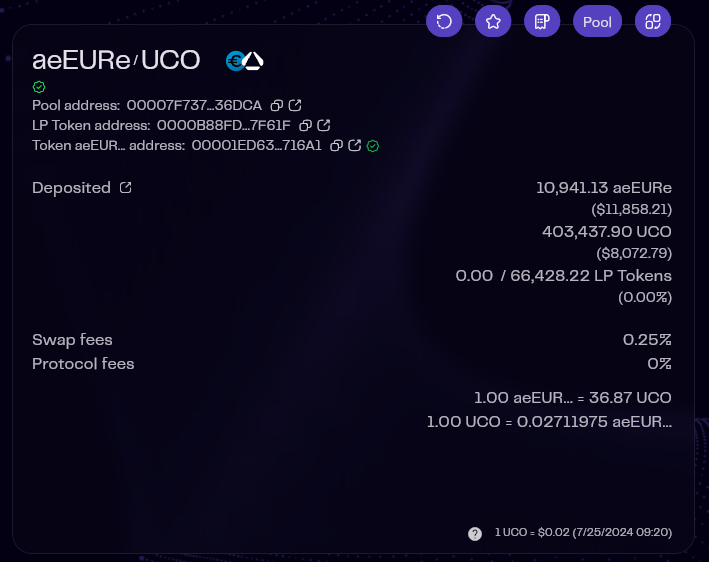 Pool
aeEURe/UCO
Pool address: 00007F737...36DCA
LP Token address: 0000B88FD...7F61F
Token aeEUR... address: 00001ED63...716A1
Deposited 10,941.13 aeEURe
($11,858.21)
403,437.90 UCO
($8,072.79)
0.00 / 66,428.22 LP Tokens
(0.00%)
Swap fees 0.25%
Protocol fees 0%
1.00 aeEUR... = 36.87 UCO
1.00 UCO = 0.02711975 aeEUR...
? 1 UCO = $0.02 (7/25/2024 09:20)